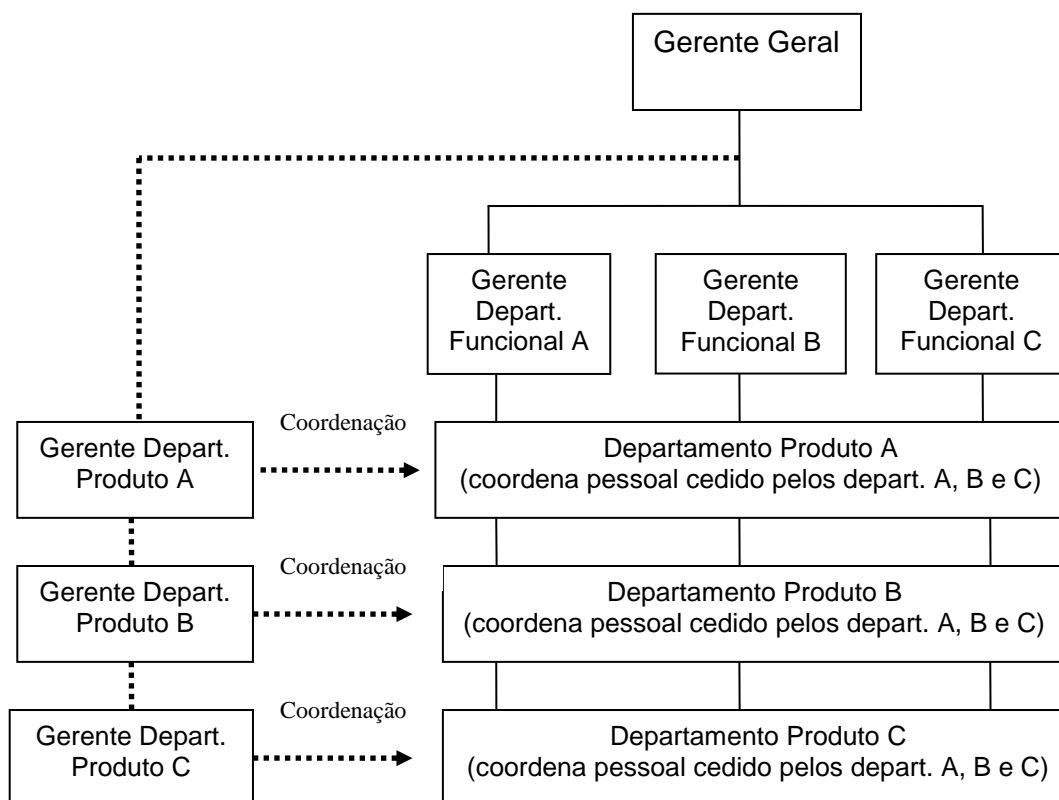 Gerente Geral
Gerente
Depart.
Funcional A
Gerente
Depart.
Funcional B
Gerente
Depart.
Funcional C
Gerente Depart.
Produto A
Coordenação
Departamento Produto A
(coordena pessoal cedido pelos depart. A, B e C)
Gerente Depart.
Produto B
Coordenação
Departamento Produto B
(coordena pessoal cedido pelos depart. A, B e C)
Gerente Depart.
Produto C
Coordenação
Departamento Produto C
(coordena pessoal cedido pelos depart. A, B e C)